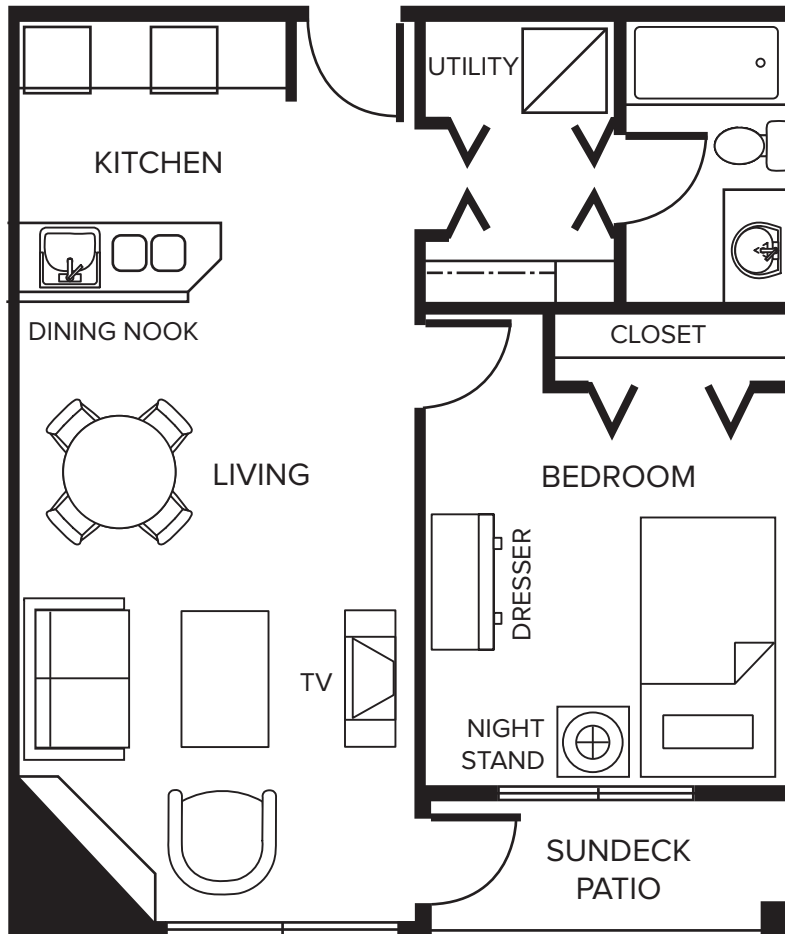 UTILITY
KITCHEN
DINING NOOK
CLOSET
LIVING
BEDROOM
DRESSER
TV
NIGHT
STAND
SUNDECK
PATIO